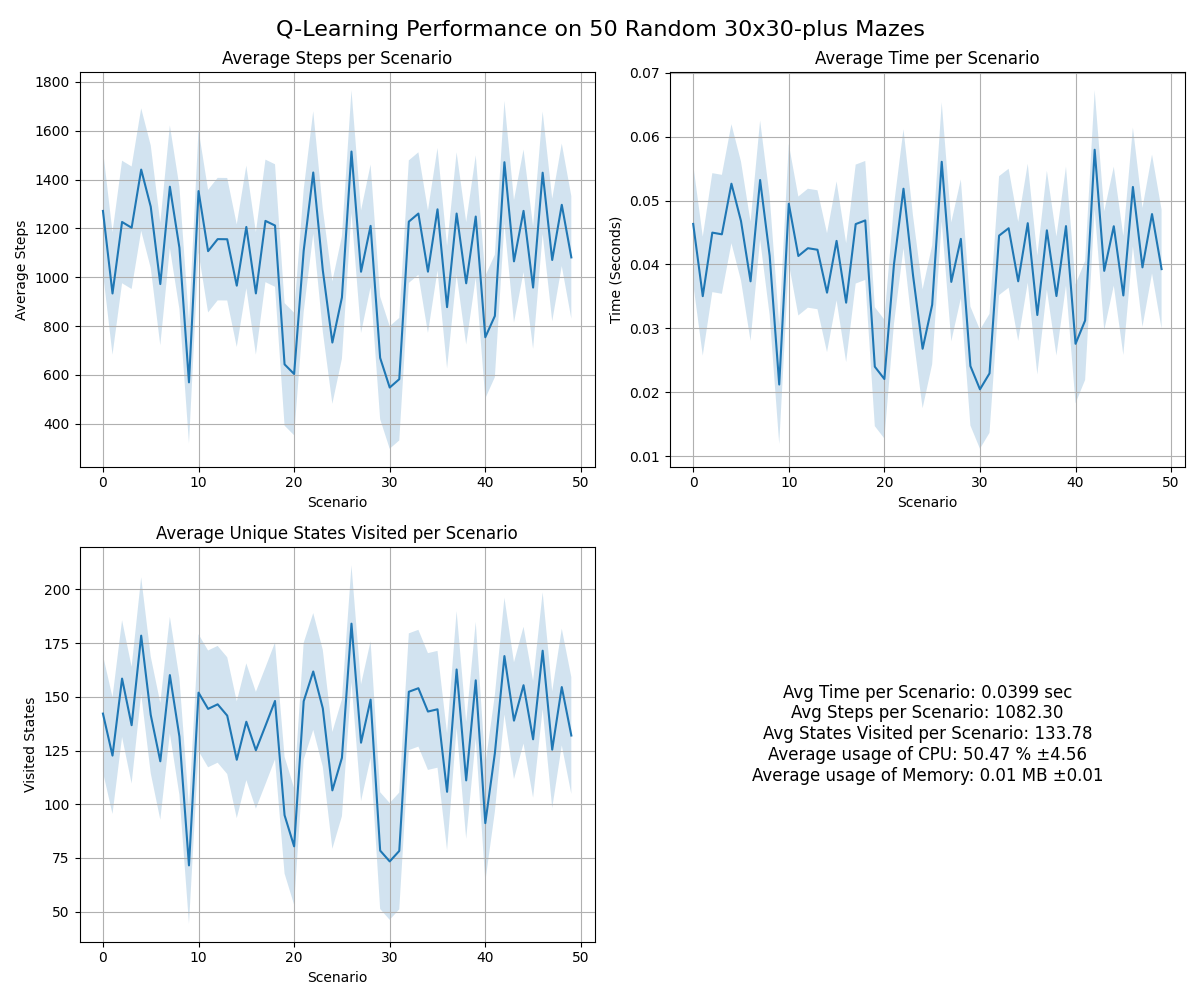 Q-Learning Performance on 50 Random 30x30-plus Mazes
Average Steps per Scenario
Average Steps
1800
1600
1400
1200
1000
800
600
400
0 10 20 30 40 50
Scenario
Average Time per Scenario
Time (Seconds)
0.07
0.06
0.05
0.04
0.03
0.02
0.01
0 10 20 30 40 50
Scenario
Average Unique States Visited per Scenario
Visited States
200
175
150
125
100
75
50
0 10 20 30 40 50
Scenario
Avg Time per Scenario: 0.0399 sec
Avg Steps per Scenario: 1082.30
Avg States Visited per Scenario: 133.78
Average usage of CPU: 50.47 % ±4.56
Average usage of Memory: 0.01 MB ±0.01